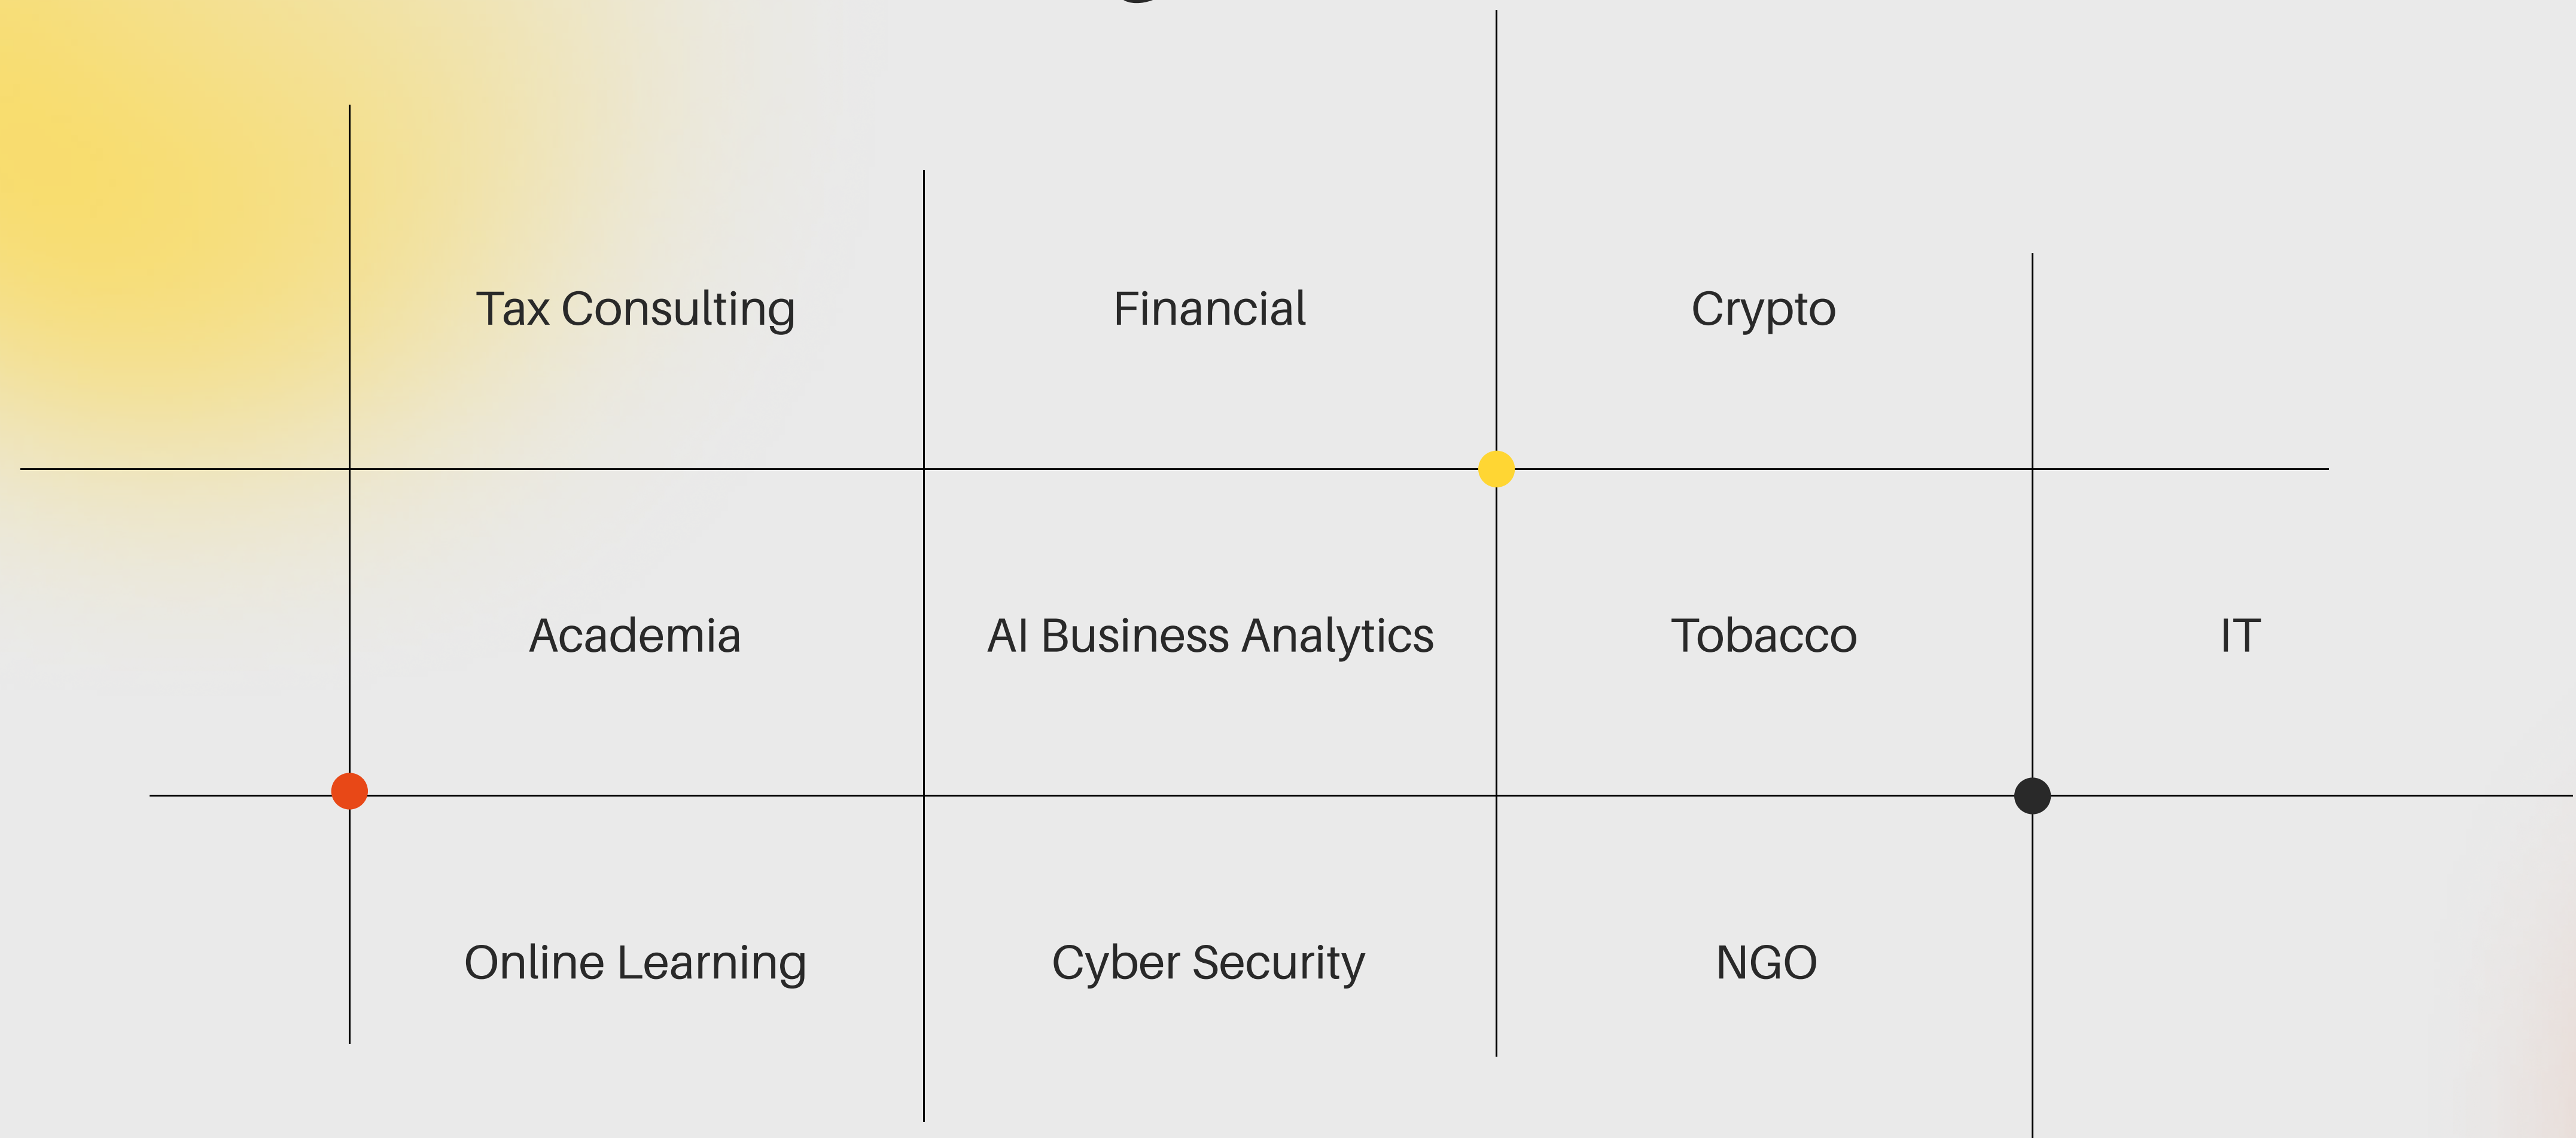 Tax Consulting
Financial
Crypto
Academia
AI Business Analytics
Tobacco
IT
Online Learning
Cyber Security
NGO